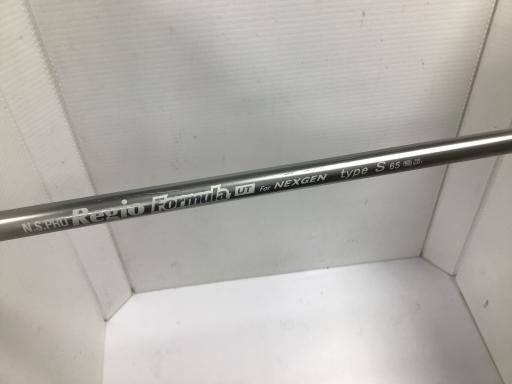 N.S.PRO Regio Formula UT For NEXGEN type S 65